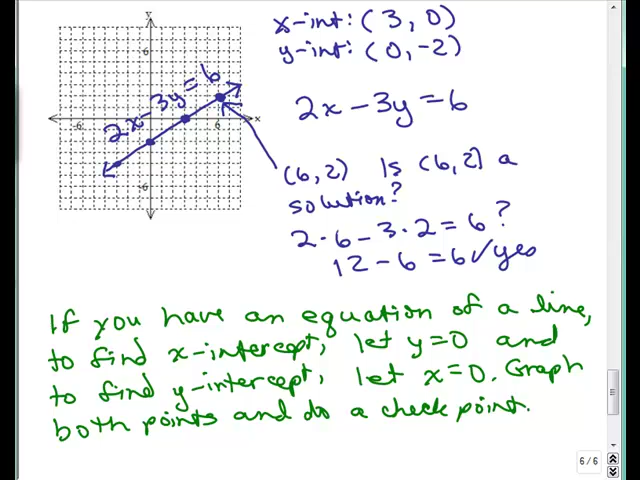 x-int: (3, 0)
y-int: (0, -2)
y
6
2x-3y=6
-6
6
x
-6
2x-3y=6
(6,2) Is (6,2) a
solution?
2·6-3·2=6?
12-6=6✓yes
If you have an equation of a line,
to find x-intercept, let y=0 and
to find y-intercept, let x=0. Graph
both points and do a check point.
6/6